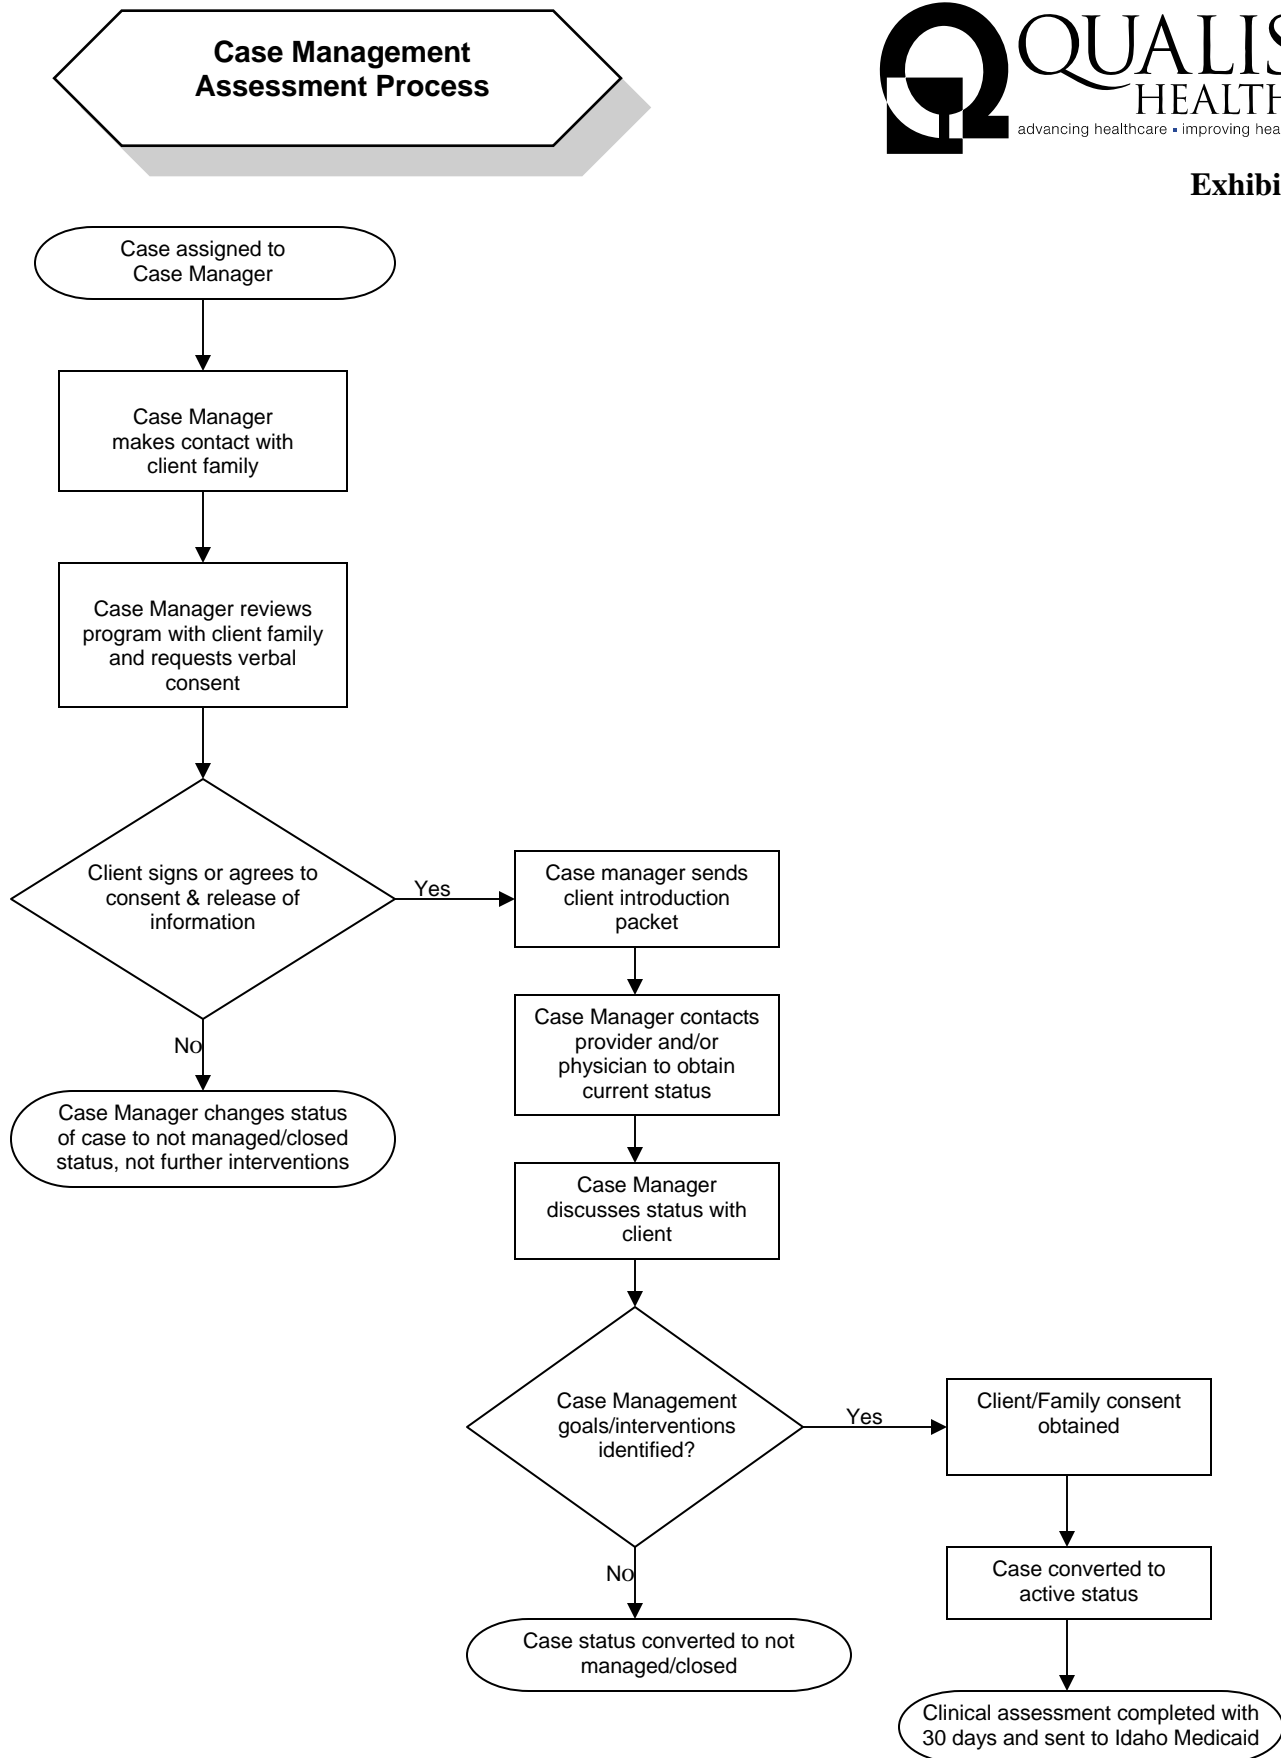 Case Management
Assessment Process
QUALIS
HEALTH
advancing healthcare ▪ improving hea
Exhibi
Case assigned to
Case Manager
Case Manager
makes contact with
client family
Case Manager reviews
program with client family
and requests verbal
consent
Client signs or agrees to
consent & release of
information
Yes
No
Case Manager changes status
of case to not managed/closed
status, not further interventions
Case manager sends
client introduction
packet
Case Manager contacts
provider and/or
physician to obtain
current status
Case Manager
discusses status with
client
Case Management
goals/interventions
identified?
Yes
No
Case status converted to not
managed/closed
Client/Family consent
obtained
Case converted to
active status
Clinical assessment completed with
30 days and sent to Idaho Medicaid